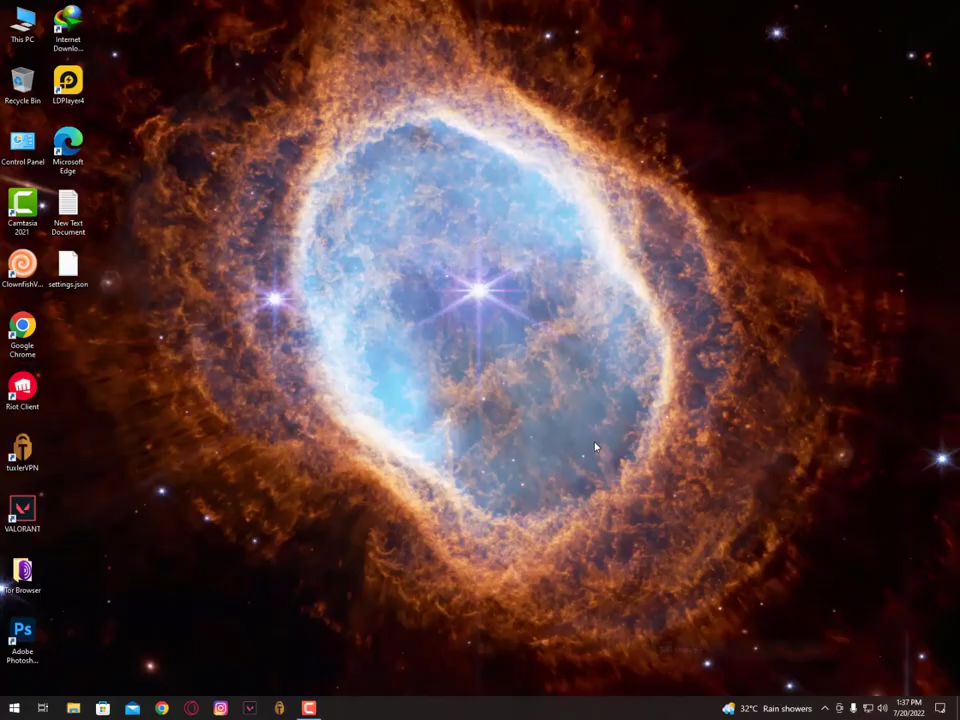 This PC
Internet
Downlo...
Recycle Bin
LDPlayer4
Control Panel
Microsoft
Edge
Camtasia
2021
New Text
Document
ClownfishV...
settings.json
Google
Chrome
Riot Client
tuxlerVPN
VALORANT
Tor Browser
Ps
Adobe
Photosh...
32°C Rain showers
1:37 PM
7/20/2022